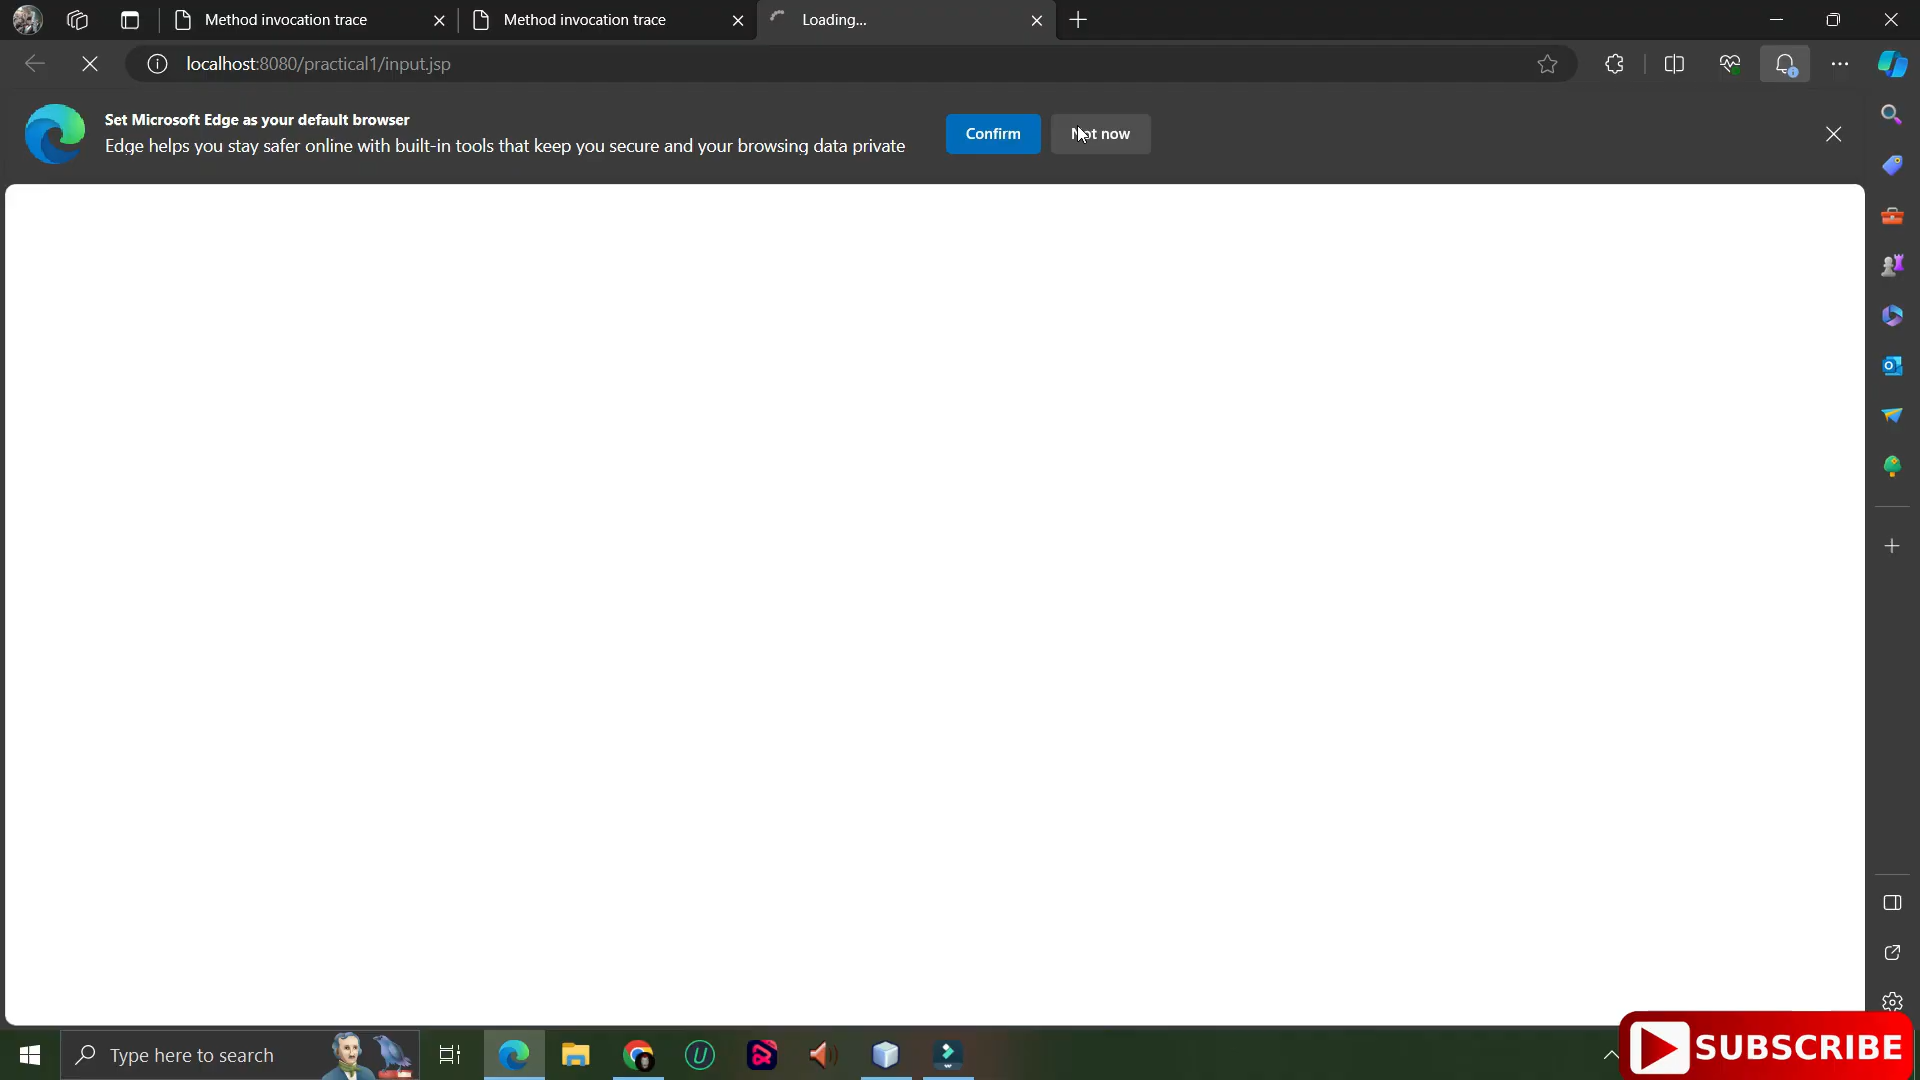 Method invocation trace
Method invocation trace
Loading...
localhost:8080/practical1/input.jsp
Set Microsoft Edge as your default browser
Edge helps you stay safer online with built-in tools that keep you secure and your browsing data private
Confirm
Not now
Type here to search
SUBSCRIBE